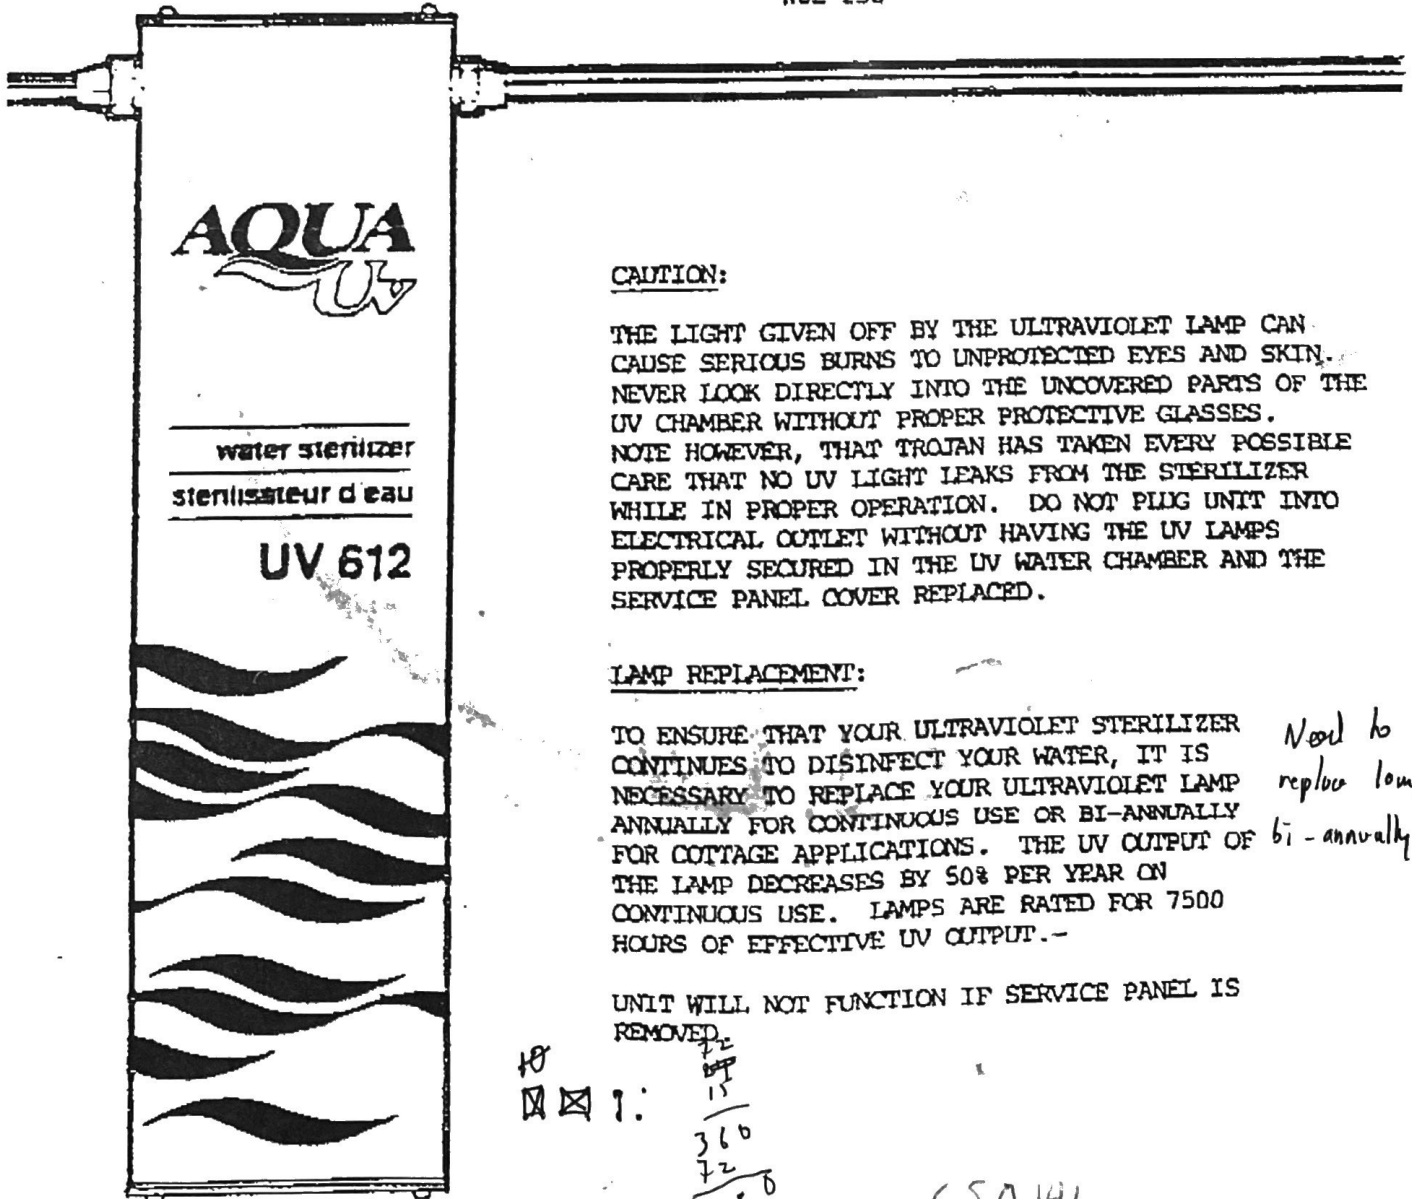 AQUA
UV
water sterilizer
sterilisateur d'eau
UV 612
CAUTION:
THE LIGHT GIVEN OFF BY THE ULTRAVIOLET LAMP CAN
CAUSE SERIOUS BURNS TO UNPROTECTED EYES AND SKIN.
NEVER LOOK DIRECTLY INTO THE UNCOVERED PARTS OF THE
UV CHAMBER WITHOUT PROPER PROTECTIVE GLASSES.
NOTE HOWEVER, THAT TROJAN HAS TAKEN EVERY POSSIBLE
CARE THAT NO UV LIGHT LEAKS FROM THE STERILIZER
WHILE IN PROPER OPERATION. DO NOT PLUG UNIT INTO
ELECTRICAL OUTLET WITHOUT HAVING THE UV LAMPS
PROPERLY SECURED IN THE UV WATER CHAMBER AND THE
SERVICE PANEL COVER REPLACED.
LAMP REPLACEMENT:
TO ENSURE THAT YOUR ULTRAVIOLET STERILIZER
CONTINUES TO DISINFECT YOUR WATER, IT IS
NECESSARY TO REPLACE YOUR ULTRAVIOLET LAMP
ANNUALLY FOR CONTINUOUS USE OR BI-ANNUALLY
FOR COTTAGE APPLICATIONS. THE UV OUTPUT OF
THE LAMP DECREASES BY 50% PER YEAR ON
CONTINUOUS USE. LAMPS ARE RATED FOR 7500
HOURS OF EFFECTIVE UV OUTPUT.-
Need to
replace
bi-annually
UNIT WILL NOT FUNCTION IF SERVICE PANEL IS
REMOVED.
72
15
360
72